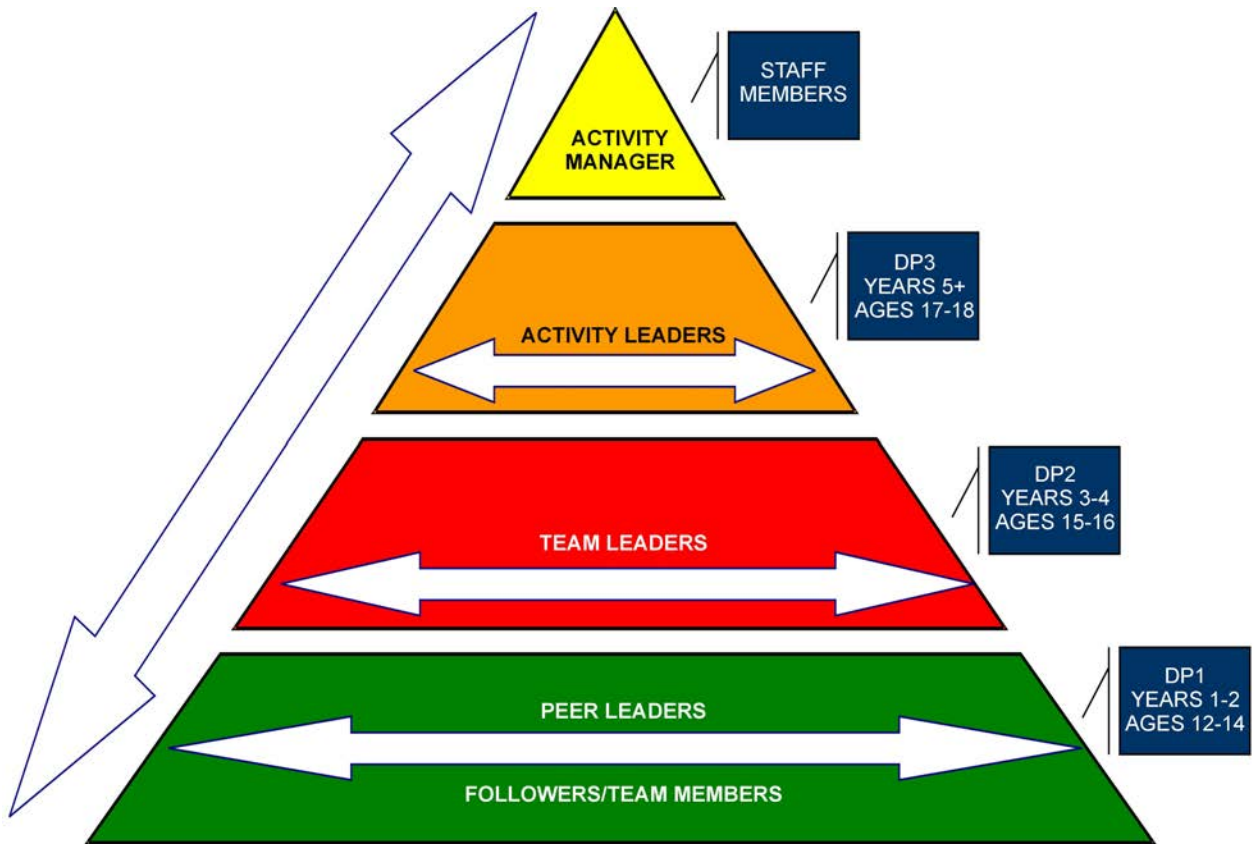 STAFF
MEMBERS
ACTIVITY
MANAGER
DP3
YEARS 5+
AGES 17-18
ACTIVITY LEADERS
DP2
YEARS 3-4
AGES 15-16
TEAM LEADERS
DP1
YEARS 1-2
AGES 12-14
PEER LEADERS
FOLLOWERS/TEAM MEMBERS